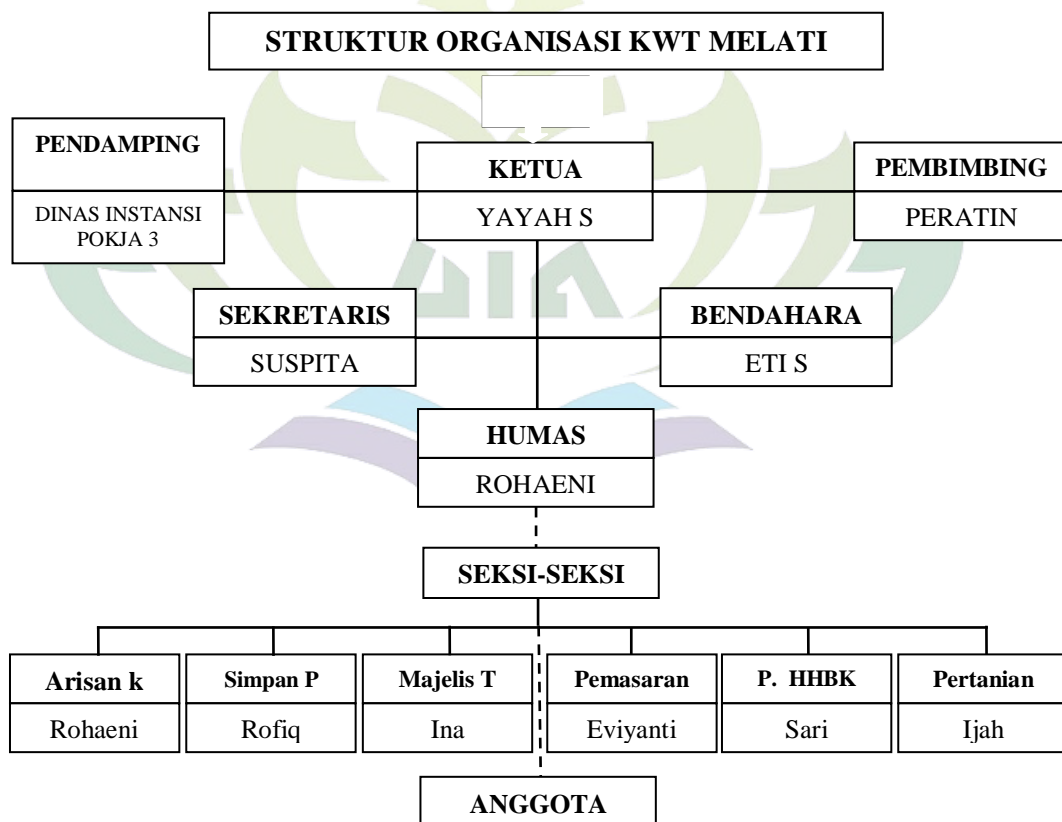 STRUKTUR ORGANISASI KWT MELATI
PENDAMPING
DINAS INSTANSI
POKJA 3
KETUA
YAYAH S
PEMBIMBING
PERATIN
SEKRETARIS
SUSPITA
BENDAHARA
ETI S
HUMAS
ROHAENI
SEKSI-SEKSI
Arisan k
Rohaeni
Simpan P
Rofiq
Majelis T
Ina
Pemasaran
Eviyanti
P. HHBK
Sari
Pertanian
Ijah
ANGGOTA